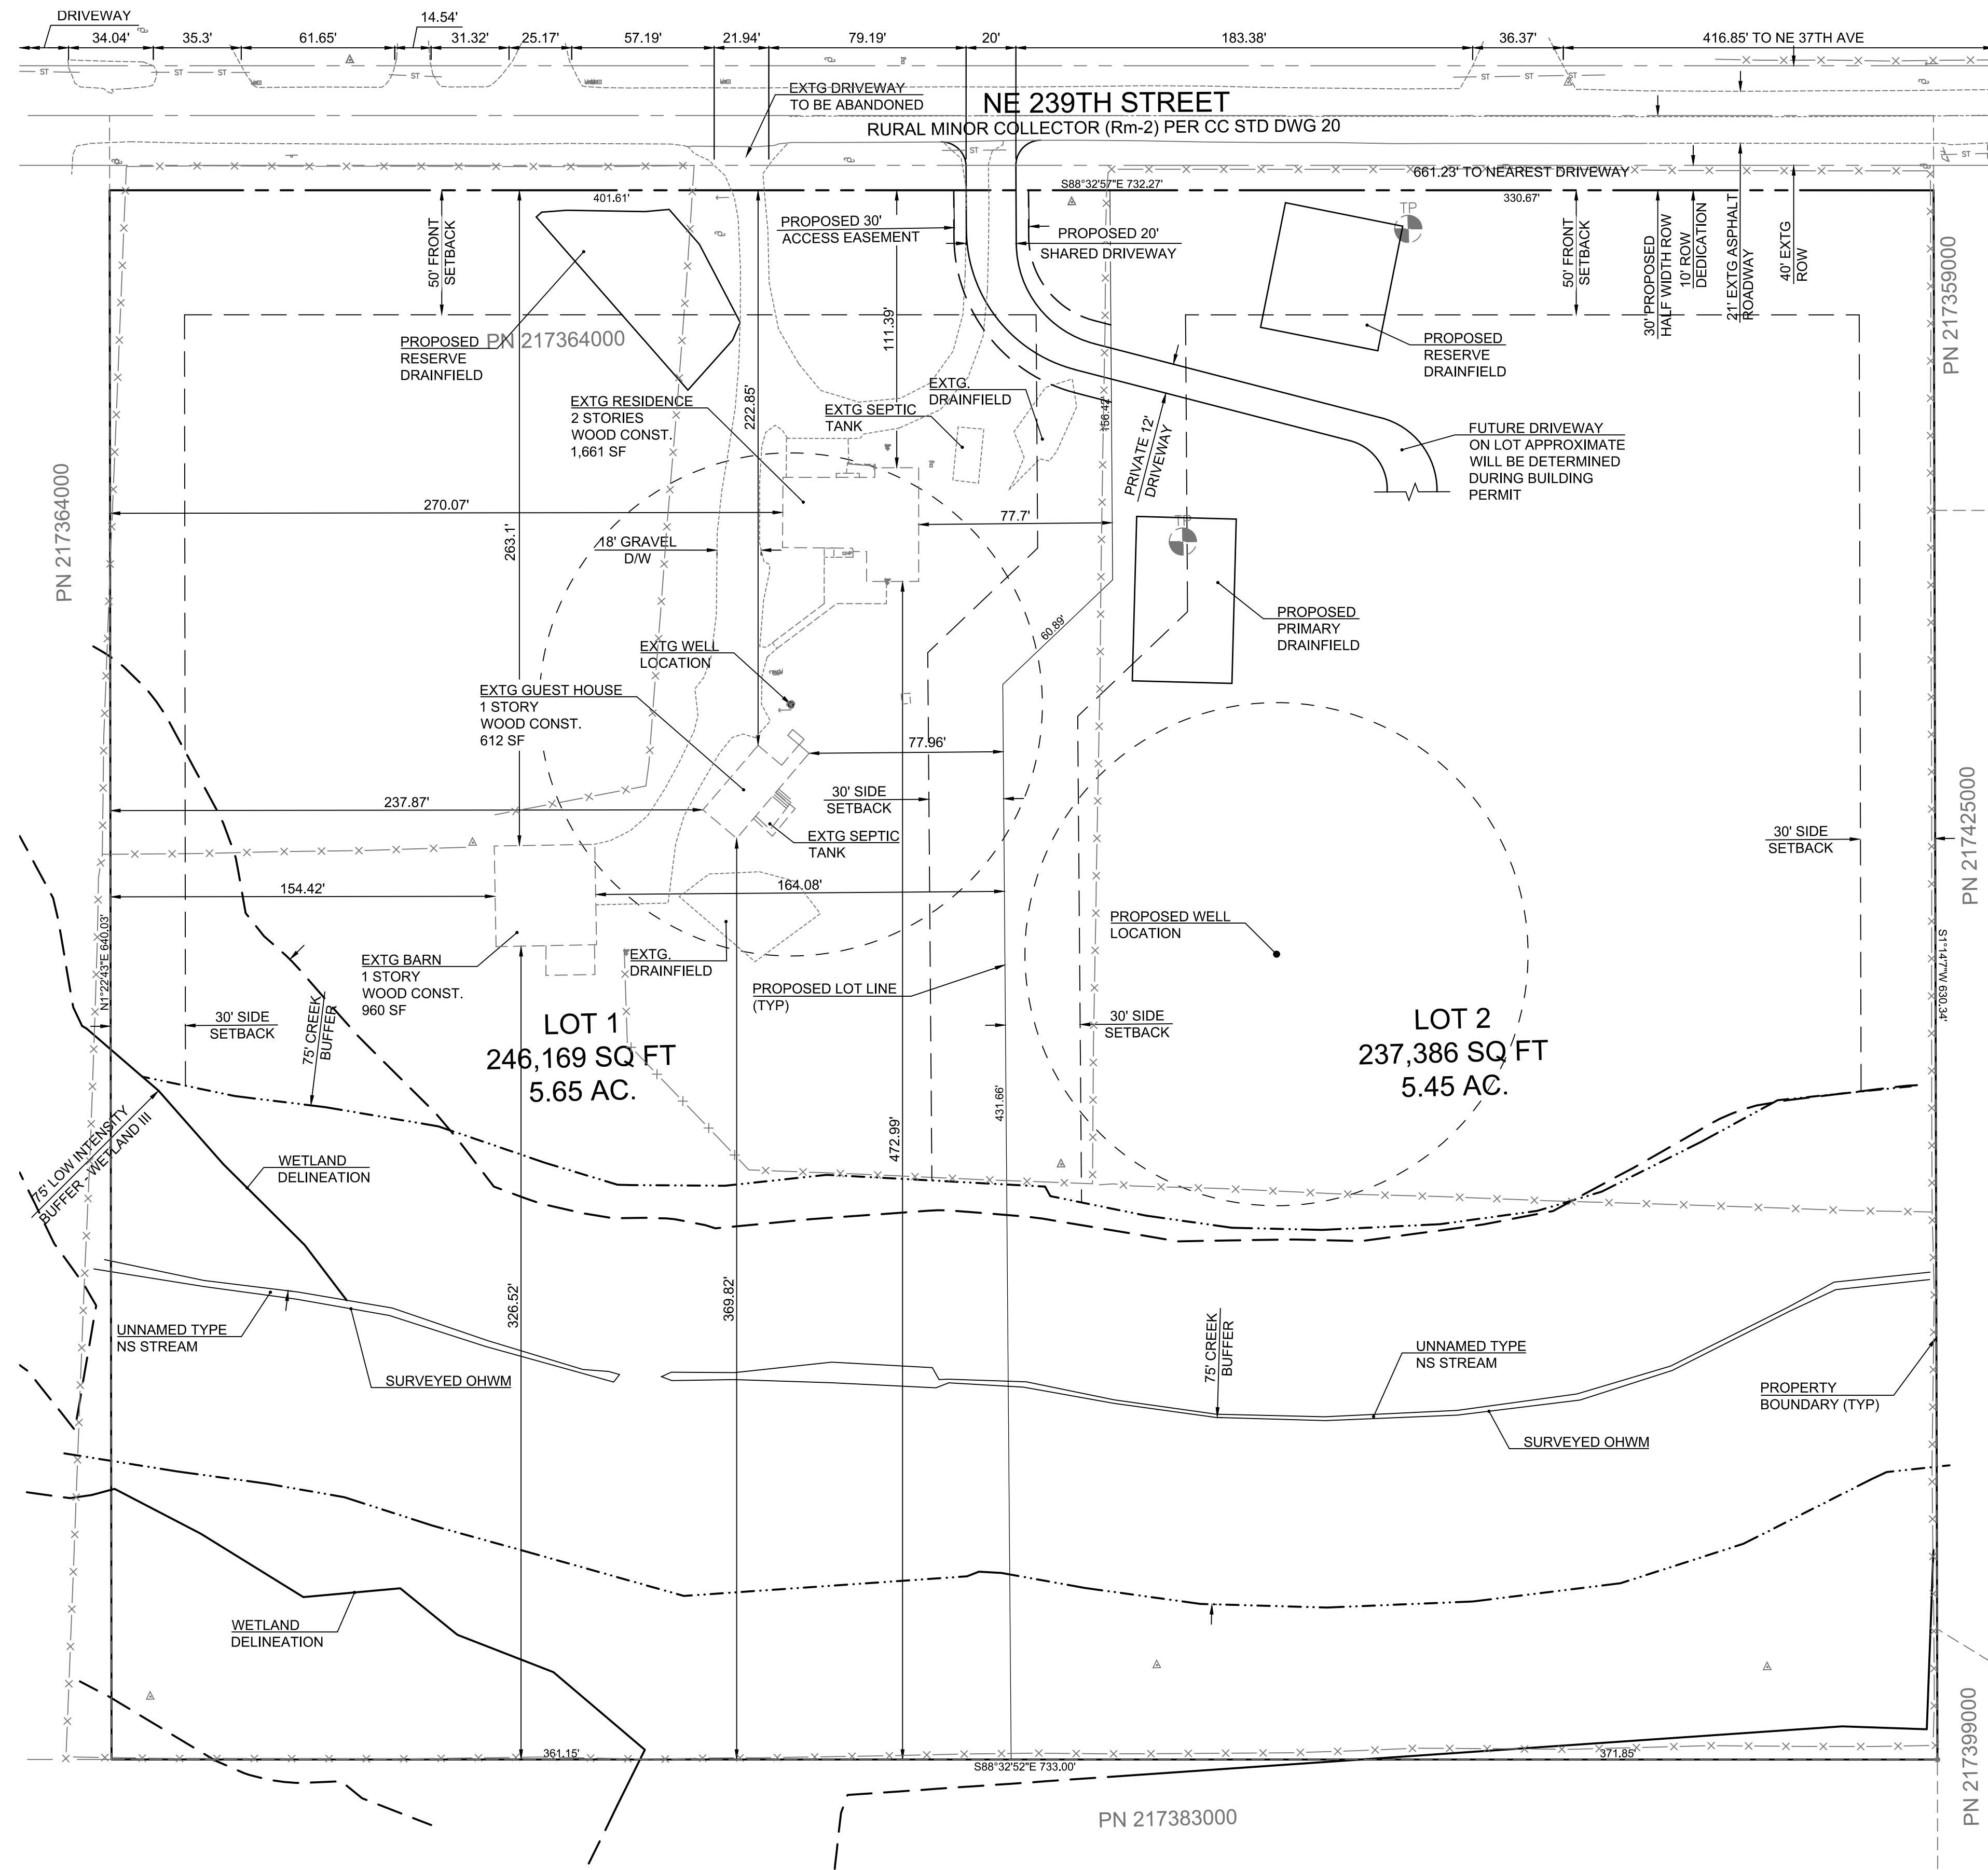 DRIVEWAY
34.04'
35.3'
61.65'
14.54'
31.32'
25.17'
57.19'
21.94'
79.19'
20'
183.38'
36.37'
416.85' TO NE 37TH AVE
ST
ST
ST
ST
ST
ST
ST
ST
ST
EXTG DRIVEWAY
TO BE ABANDONED
NE 239TH STREET
RURAL MINOR COLLECTOR (Rm-2) PER CC STD DWG 20
661.23' TO NEAREST DRIVEWAY
S88°32'57"E 732.27'
401.61'
330.67'
50' FRONT
SETBACK
PROPOSED 30'
ACCESS EASEMENT
PROPOSED 20'
SHARED DRIVEWAY
TP
50' FRONT
SETBACK
30' PROPOSED
HALF WIDTH ROW
10' ROW
DEDICATION
21' EXTG ASPHALT
ROADWAY
40' EXTG
ROW
PN 217359000
PROPOSED
RESERVE
DRAINFIELD
PN 217364000
111.39'
PROPOSED
RESERVE
DRAINFIELD
EXTG RESIDENCE
2 STORIES
WOOD CONST.
1,661 SF
222.85'
EXTG SEPTIC
TANK
EXTG.
DRAINFIELD
156.42'
PRIVATE 12'
DRIVEWAY
FUTURE DRIVEWAY
ON LOT APPROXIMATE
WILL BE DETERMINED
DURING BUILDING
PERMIT
PN 217364000
270.07'
263.1'
77.7'
18' GRAVEL
D/W
TP
PROPOSED
PRIMARY
DRAINFIELD
60.89'
EXTG WELL
LOCATION
EXTG GUEST HOUSE
1 STORY
WOOD CONST.
612 SF
77.96'
237.87'
30' SIDE
SETBACK
EXTG SEPTIC
TANK
30' SIDE
SETBACK
PN 217425000
154.42'
164.08'
N1°22'43"E 640.03'
PROPOSED WELL
LOCATION
S1°14'7"W 630.34'
EXTG BARN
1 STORY
WOOD CONST.
960 SF
EXTG.
DRAINFIELD
PROPOSED LOT LINE
(TYP)
30' SIDE
SETBACK
75' CREEK
BUFFER
LOT 1
246,169 SQ FT
5.65 AC.
30' SIDE
SETBACK
LOT 2
237,386 SQ FT
5.45 AC.
431.66'
472.99'
75' LOW INTENSITY
BUFFER - WETLAND III
WETLAND
DELINEATION
326.52'
369.82'
UNNAMED TYPE
NS STREAM
SURVEYED OHWM
75' CREEK
BUFFER
UNNAMED TYPE
NS STREAM
SURVEYED OHWM
PROPERTY
BOUNDARY (TYP)
WETLAND
DELINEATION
361.15'
S88°32'52"E 733.00'
371.85'
PN 217383000
PN 217399000